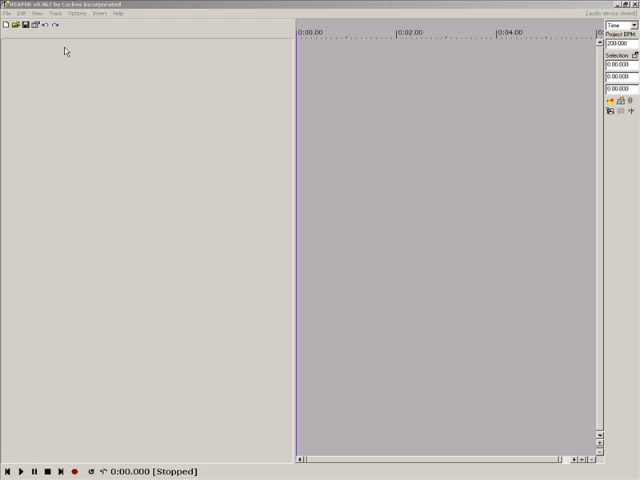 REAPER v0.962 by Cockos Incorporated
File Edit View Track Options Insert Help
[audio device closed]
0:00.00 0:02.00 0:04.00 0
Time
Project BPM:
200.000
Selection:
0:00.000
0:00.000
0:00.000
0:00.000 [Stopped]